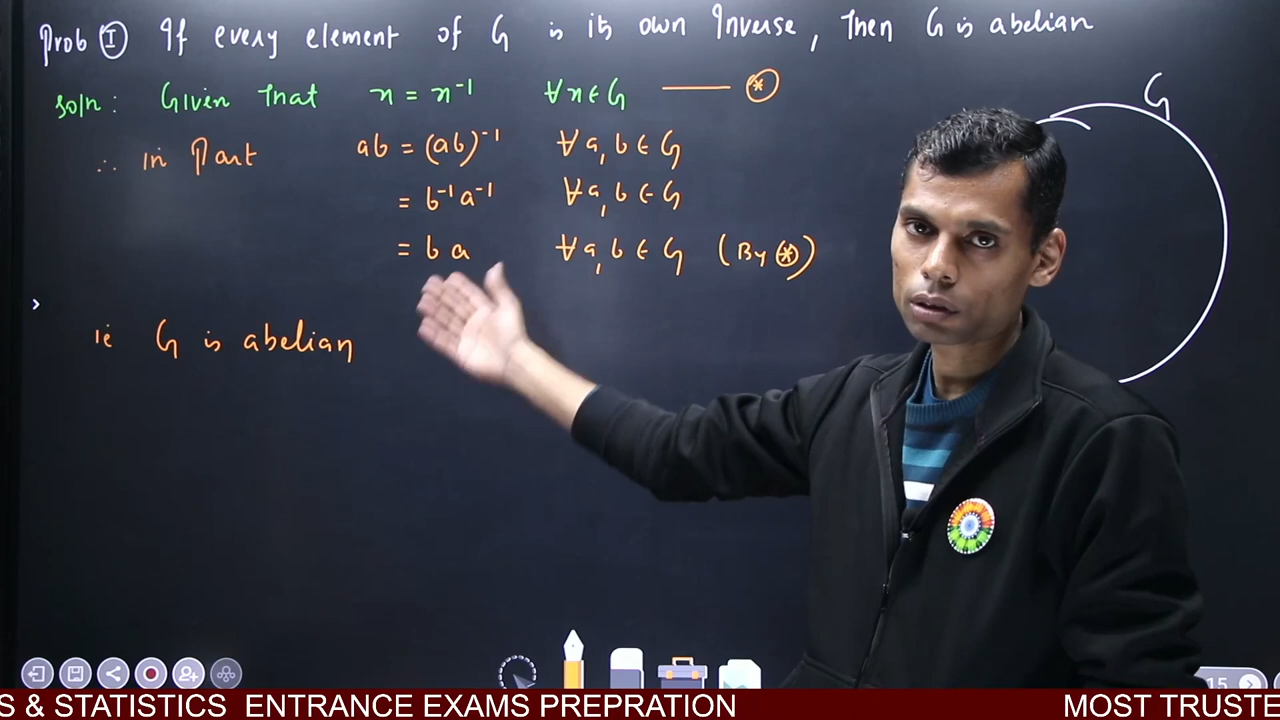 Prob Ⓘ If every element of G is its own Inverse, Then G is abelian
Soln: Given That x = x⁻¹ ∀x∈G —— ⊛
∴ in Part ab = (ab)⁻¹ ∀a, b ∈ G
= b⁻¹a⁻¹ ∀a, b ∈ G
= b a ∀a, b ∈ G (By ⊛)
ie G is abelian
G
15
S & STATISTICS ENTRANCE EXAMS PREPRATION MOST TRUSTE